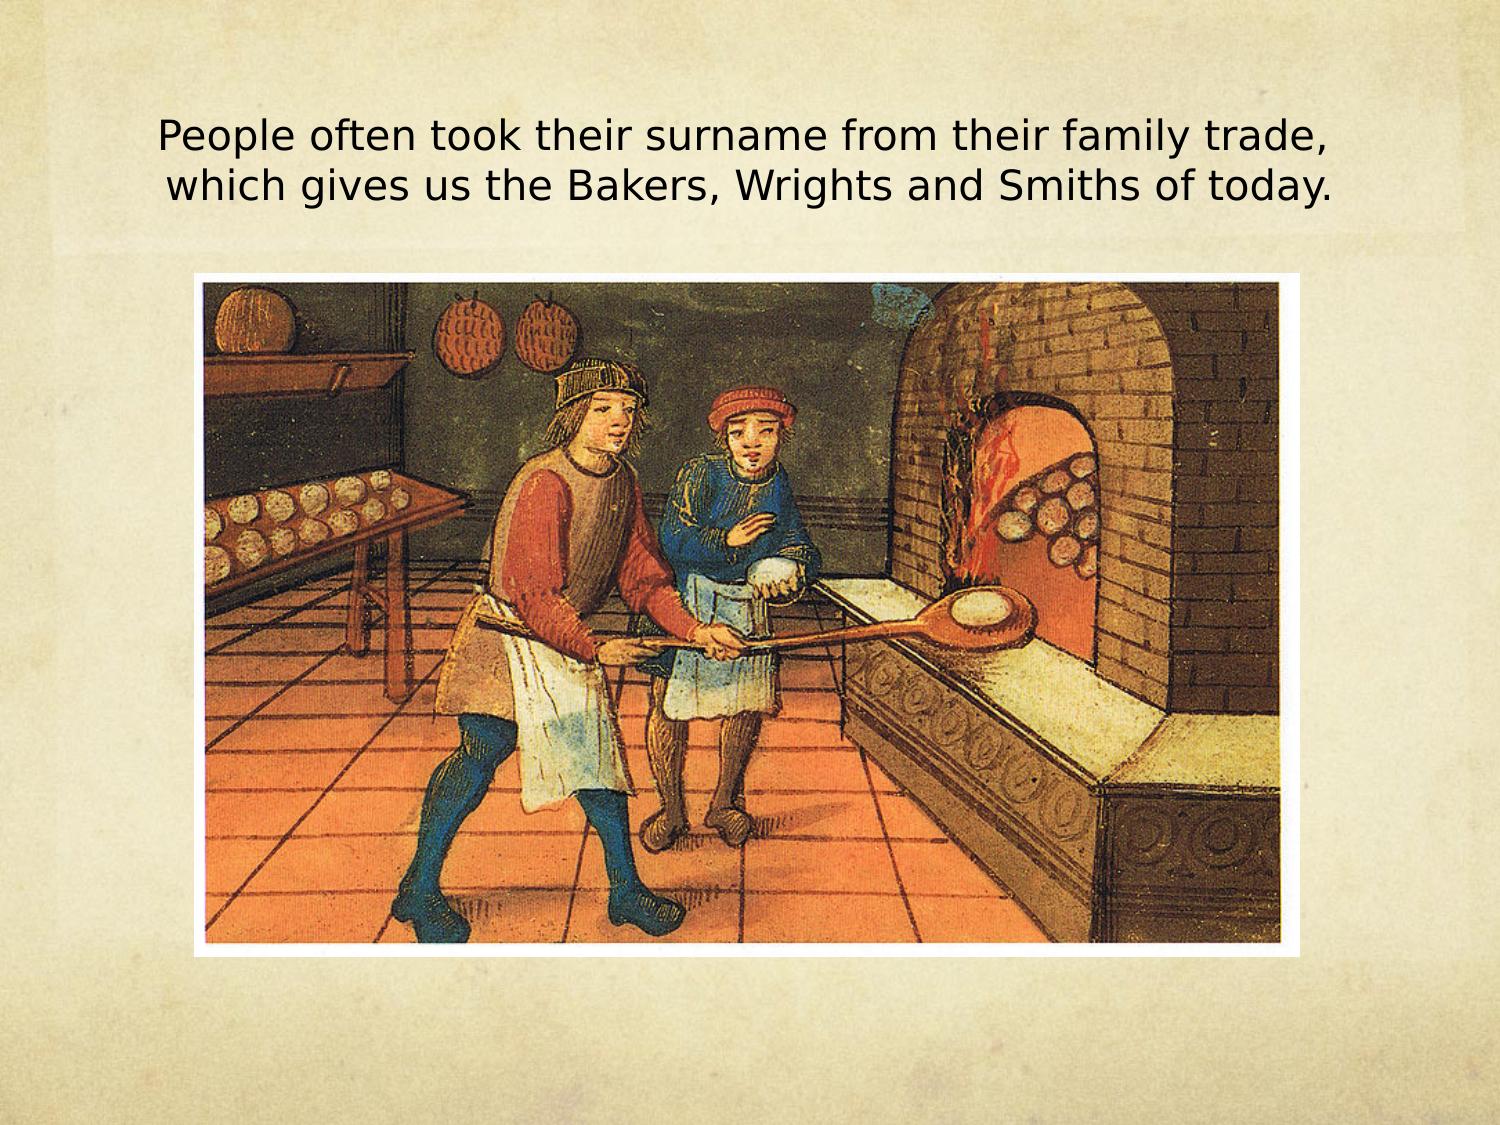 People often took their surname from their family trade,
which gives us the Bakers, Wrights and Smiths of today.